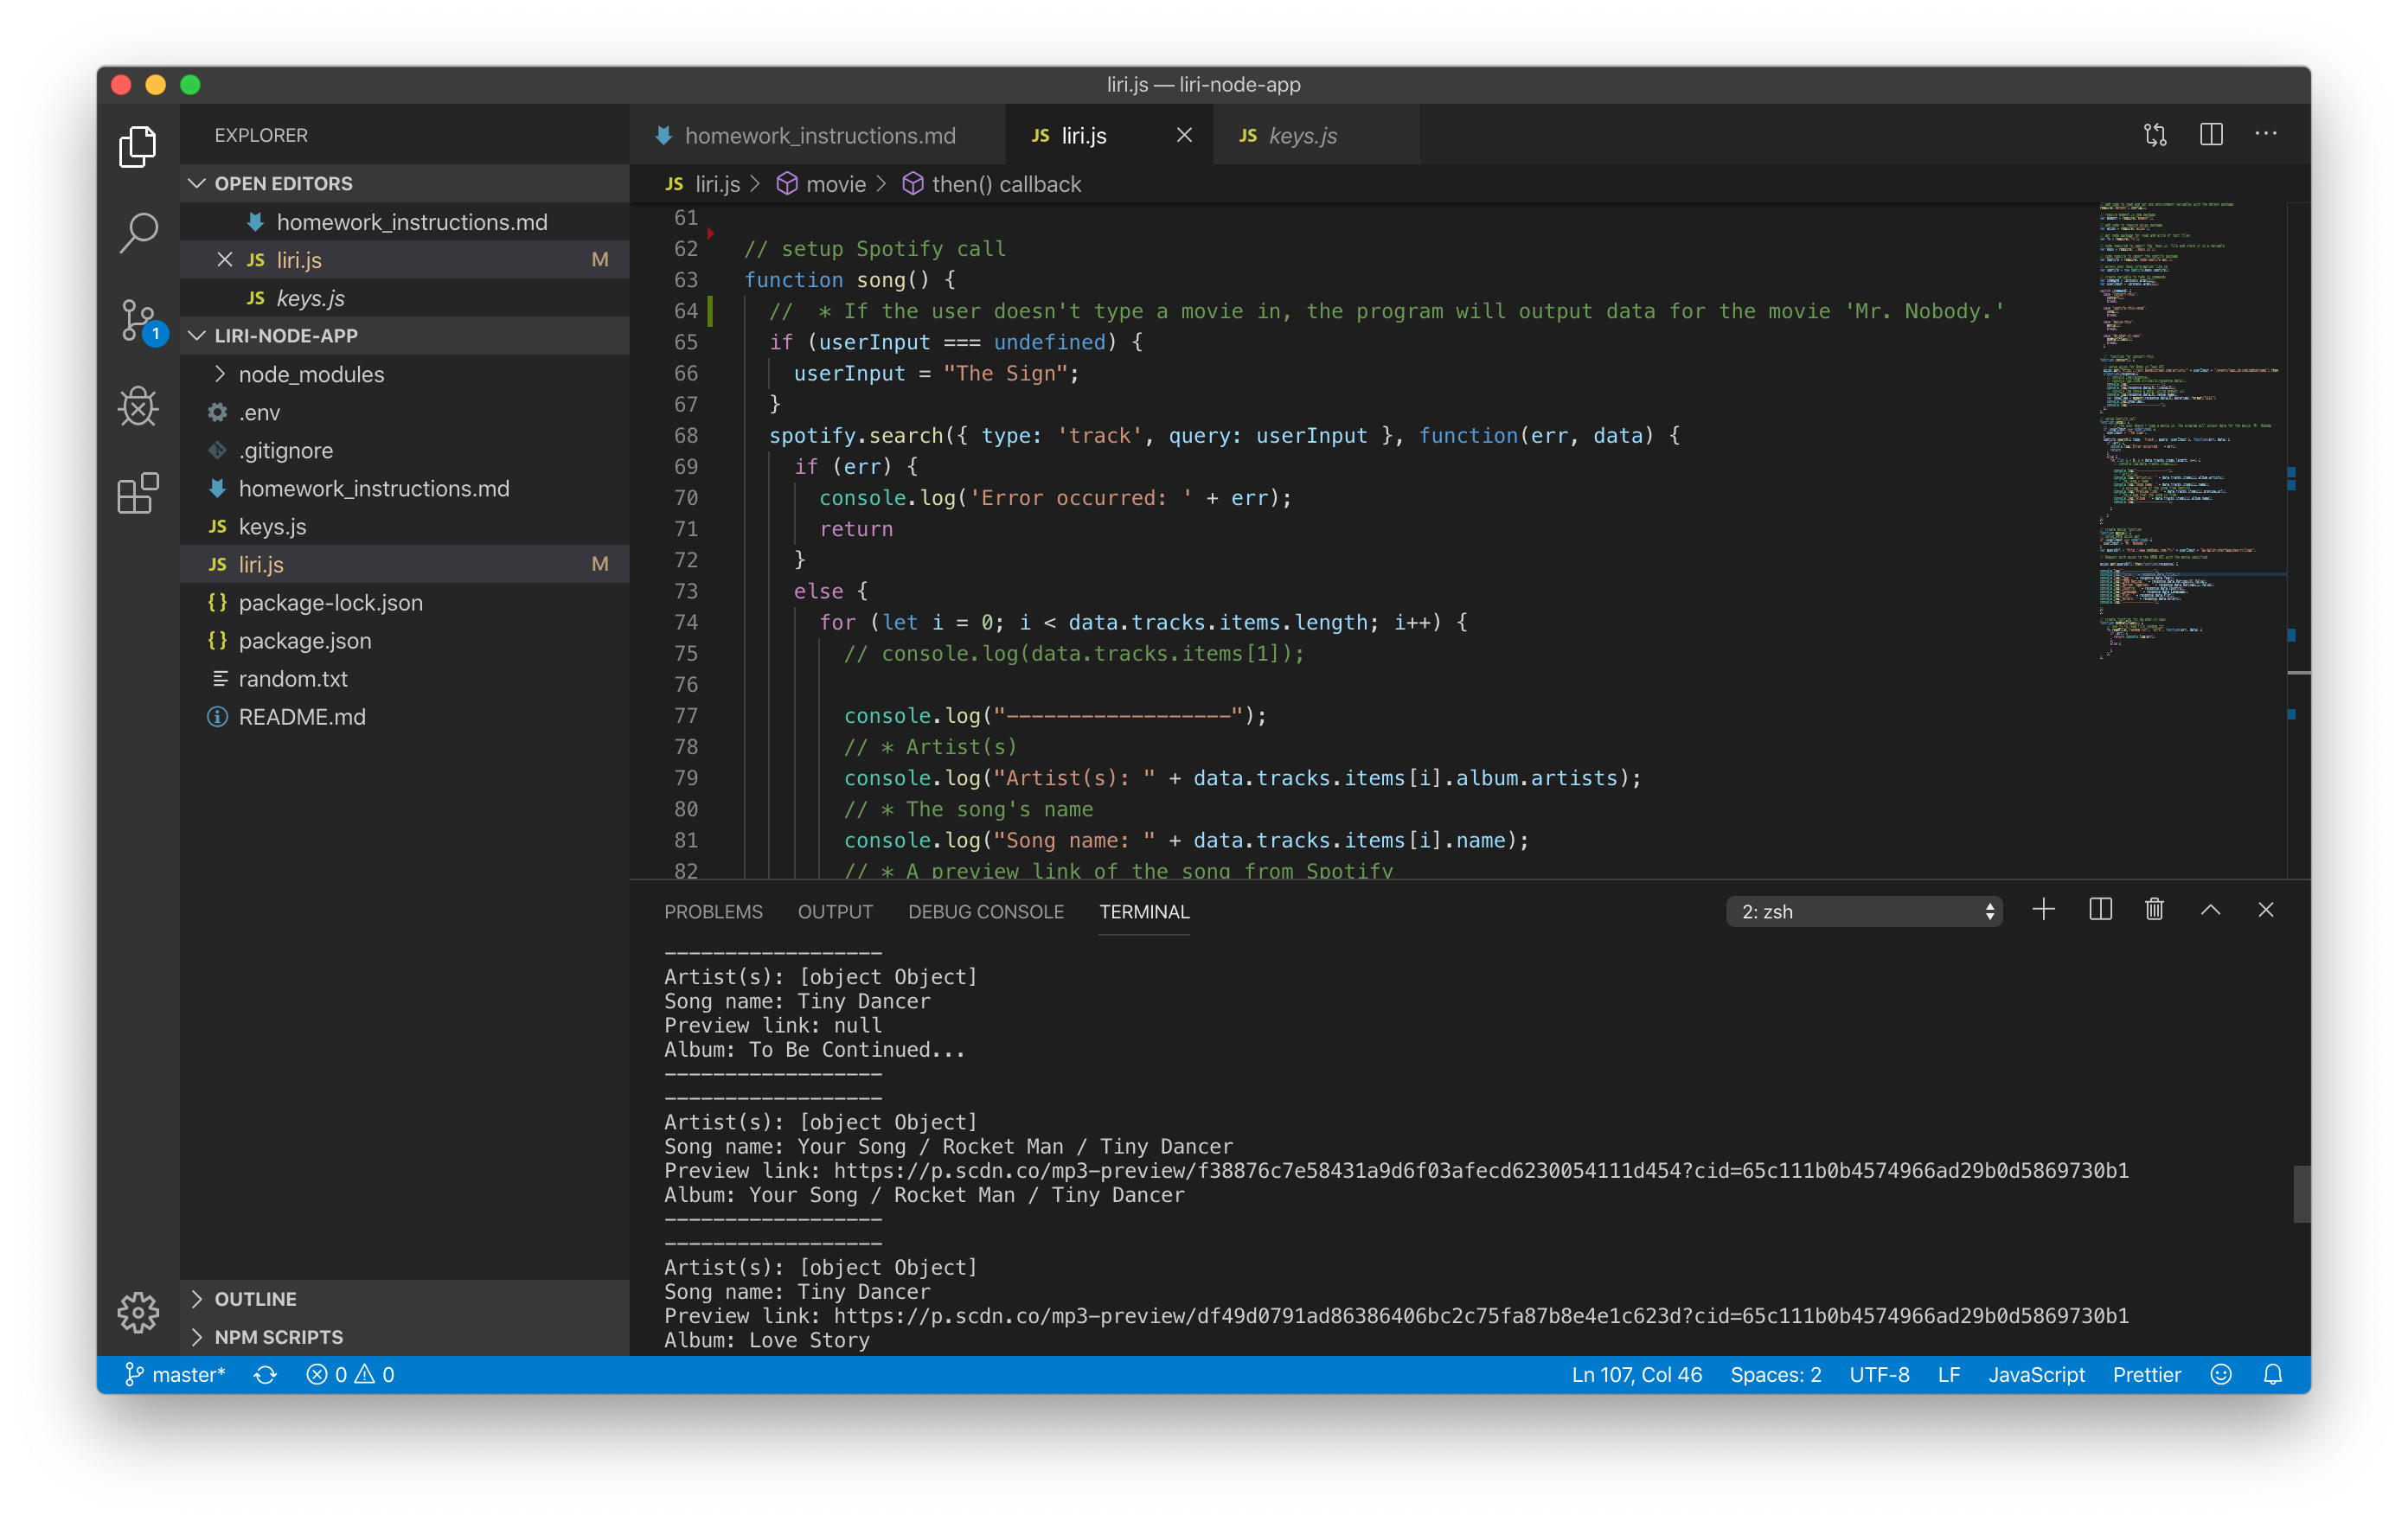 liri.js — liri-node-app
EXPLORER
OPEN EDITORS
homework_instructions.md
JS liri.js M
JS keys.js
LIRI-NODE-APP
node_modules
.env
.gitignore
homework_instructions.md
JS keys.js
JS liri.js M
{} package-lock.json
{} package.json
random.txt
README.md
OUTLINE
NPM SCRIPTS
1
homework_instructions.md JS liri.js JS keys.js
JS liri.js > movie > then() callback
61
62 // setup Spotify call
63 function song() {
64 //  * If the user doesn't type a movie in, the program will output data for the movie 'Mr. Nobody.'
65 if (userInput === undefined) {
66 userInput = "The Sign";
67 }
68 spotify.search({ type: 'track', query: userInput }, function(err, data) {
69 if (err) {
70 console.log('Error occurred: ' + err);
71 return
72 }
73 else {
74 for (let i = 0; i < data.tracks.items.length; i++) {
75 // console.log(data.tracks.items[1]);
76
77 console.log("------------------");
78 // * Artist(s)
79 console.log("Artist(s): " + data.tracks.items[i].album.artists);
80 // * The song's name
81 console.log("Song name: " + data.tracks.items[i].name);
82 // * A preview link of the song from Spotify
PROBLEMS OUTPUT DEBUG CONSOLE TERMINAL 2: zsh
------------------
Artist(s): [object Object]
Song name: Tiny Dancer
Preview link: null
Album: To Be Continued...
------------------
------------------
Artist(s): [object Object]
Song name: Your Song / Rocket Man / Tiny Dancer
Preview link: https://p.scdn.co/mp3-preview/f38876c7e58431a9d6f03afecd6230054111d454?cid=65c111b0b4574966ad29b0d5869730b1
Album: Your Song / Rocket Man / Tiny Dancer
------------------
------------------
Artist(s): [object Object]
Song name: Tiny Dancer
Preview link: https://p.scdn.co/mp3-preview/df49d0791ad86386406bc2c75fa87b8e4e1c623d?cid=65c111b0b4574966ad29b0d5869730b1
Album: Love Story
master* 0 0 Ln 107, Col 46 Spaces: 2 UTF-8 LF JavaScript Prettier